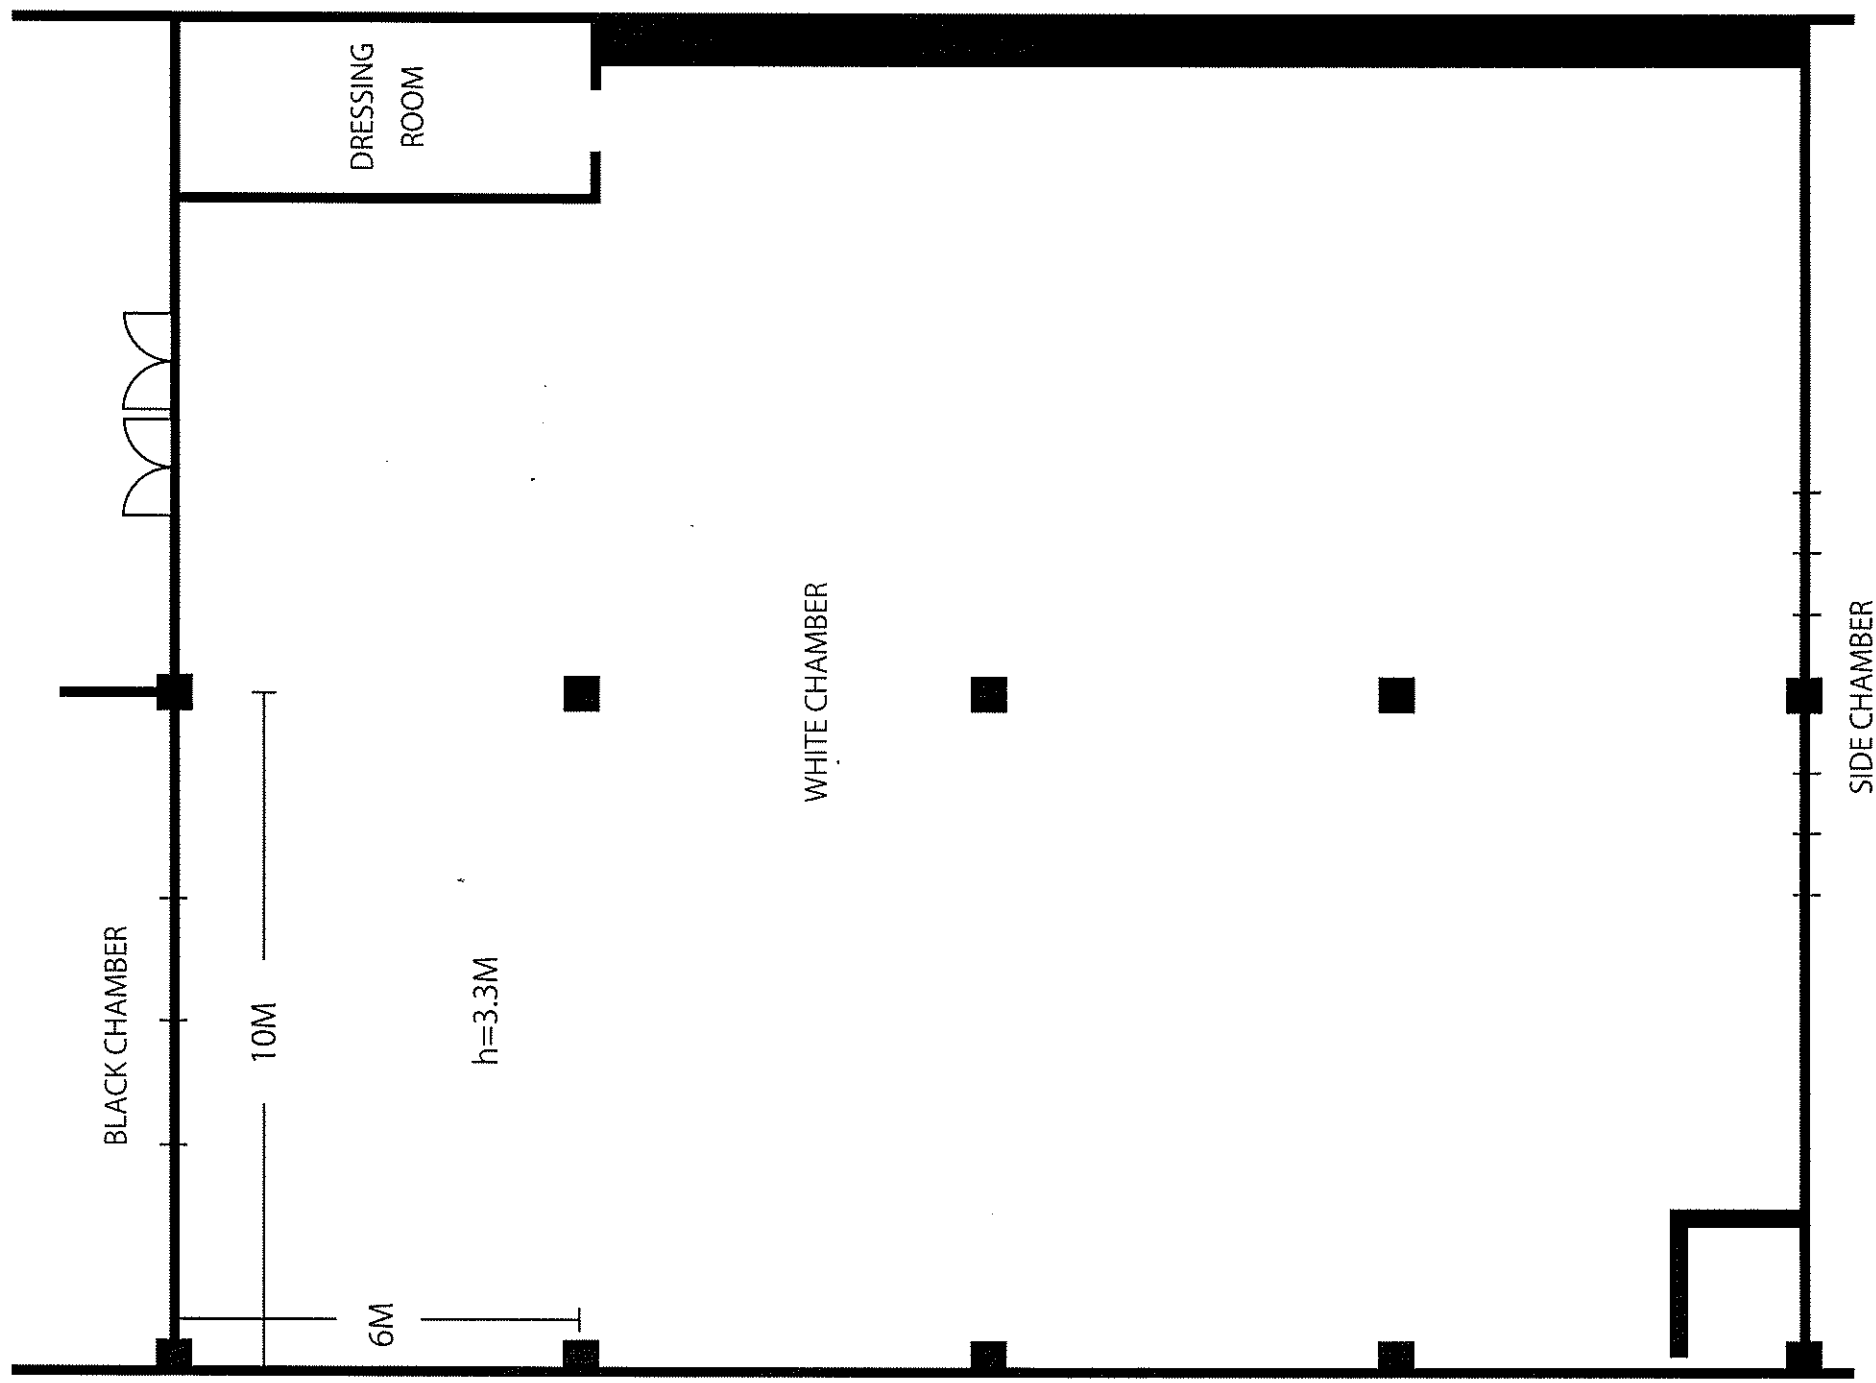 DRESSING
ROOM
BLACK CHAMBER
10M
h=3.3M
6M
WHITE CHAMBER
SIDE CHAMBER